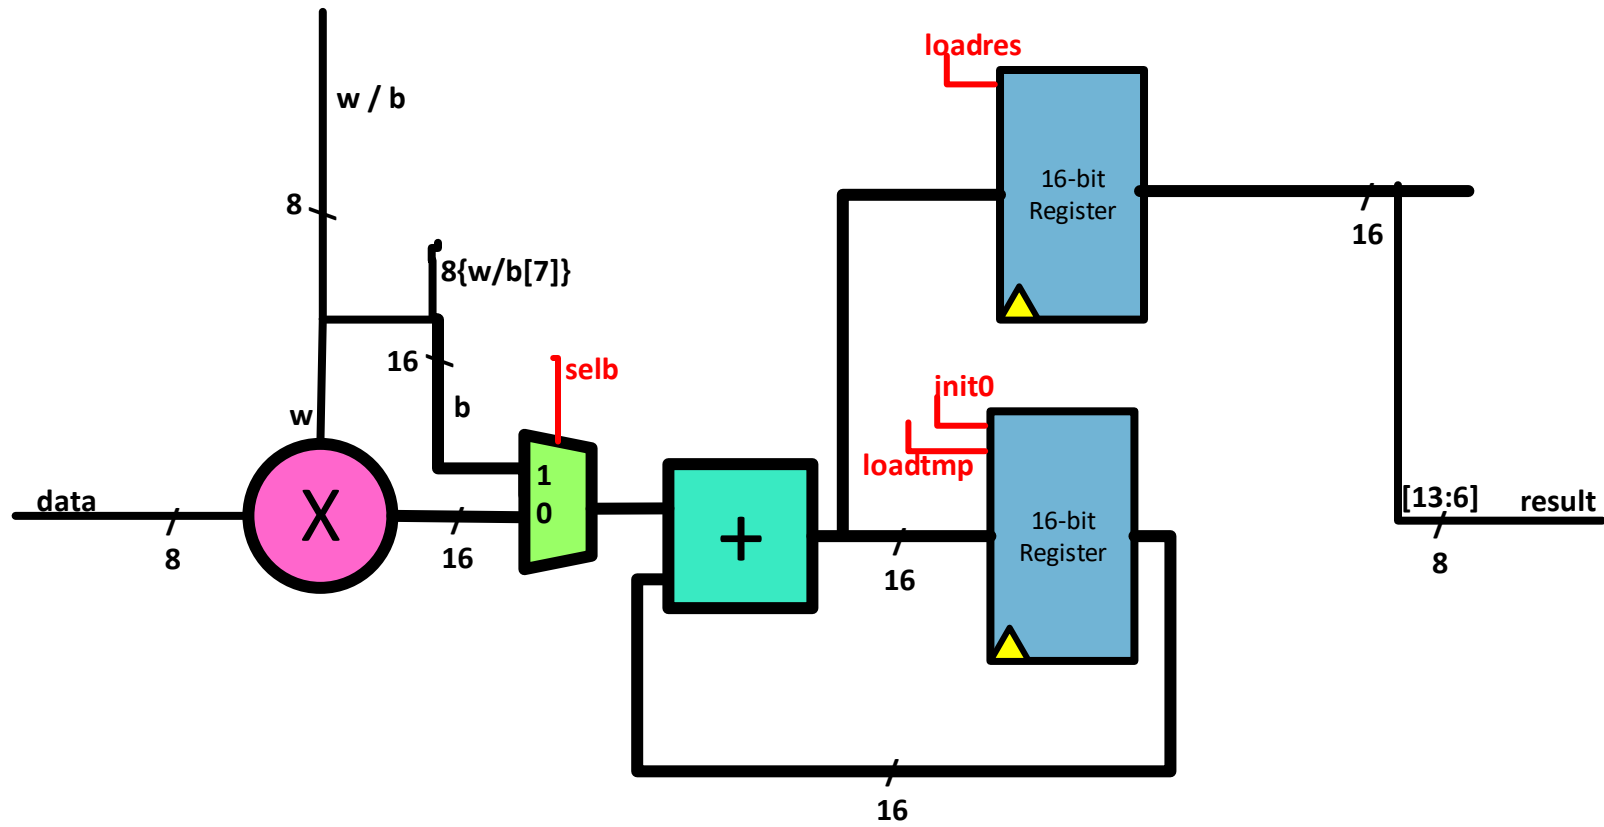 loadres
w / b
16-bit
Register
8
16
8{w/b[7]}
16
selb
init0
w
b
loadtmp
1
0
data
X
+
16-bit
Register
[13:6]
result
8
16
16
8
16